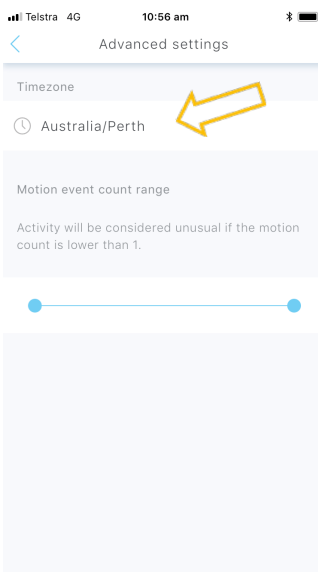 Telstra 4G 10:56 am
Advanced settings
Timezone
Australia/Perth
Motion event count range
Activity will be considered unusual if the motion
count is lower than 1.